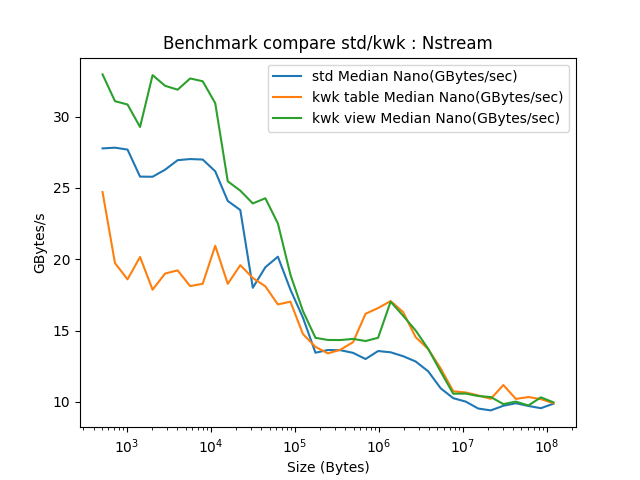 Benchmark compare std/kwk : Nstream
std Median Nano(GBytes/sec)
kwk table Median Nano(GBytes/sec)
kwk view Median Nano(GBytes/sec)
GBytes/s
30
25
20
15
10
10³
10⁴
10⁵
10⁶
10⁷
10⁸
Size (Bytes)